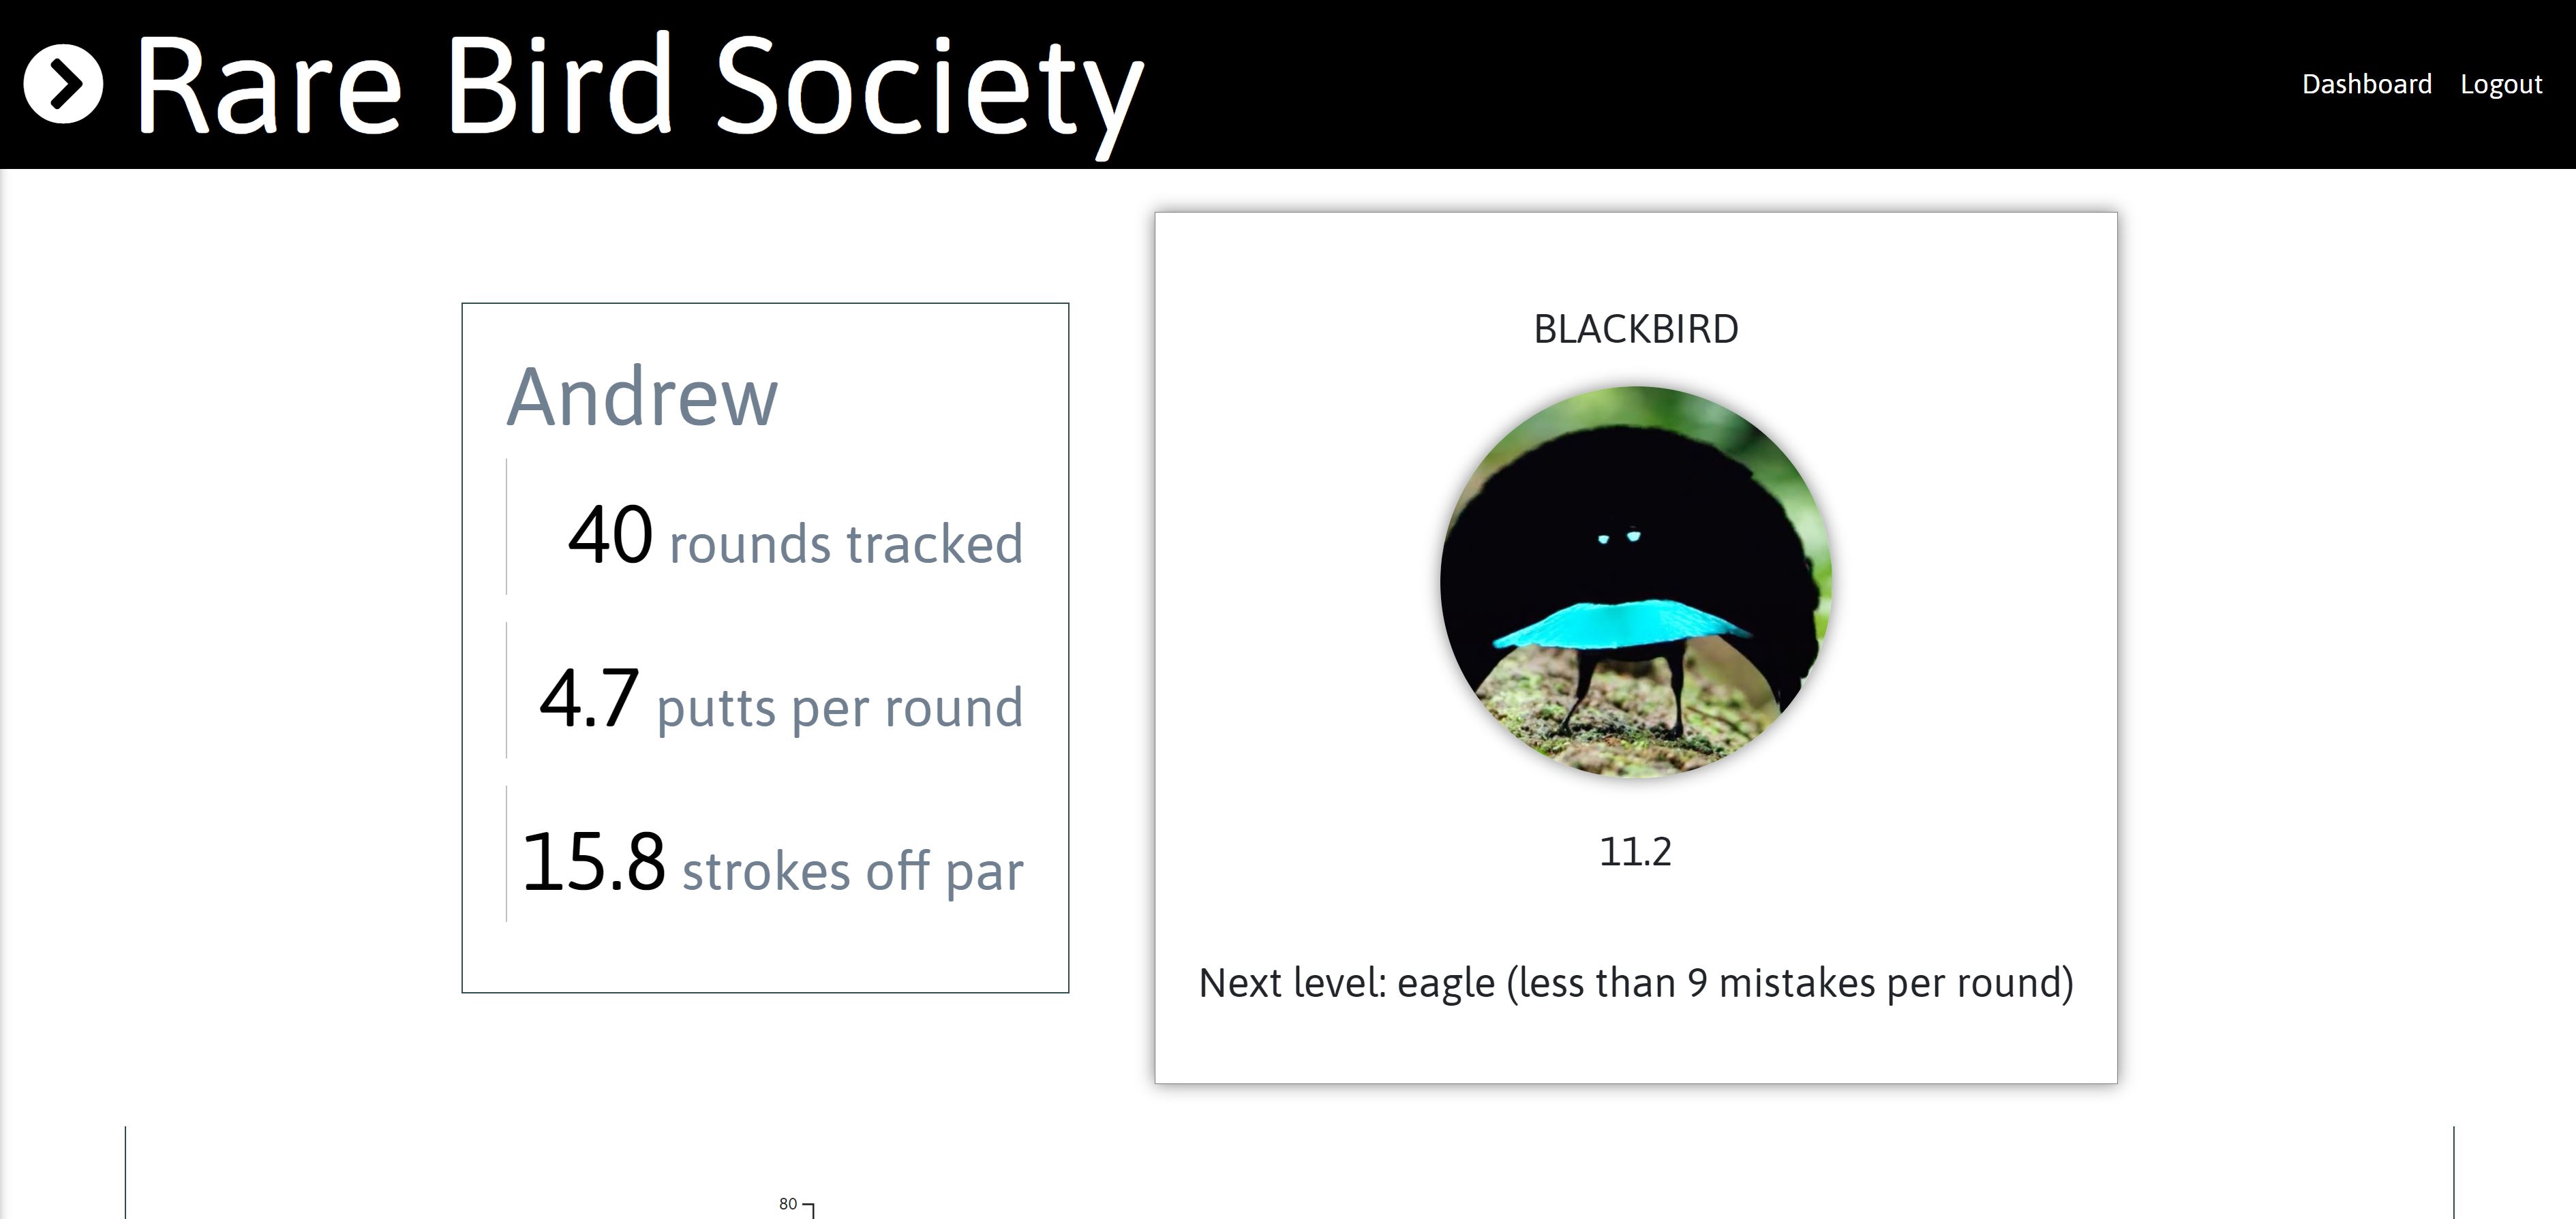 Rare Bird Society
Dashboard Logout
Andrew
40 rounds tracked
4.7 putts per round
15.8 strokes off par
BLACKBIRD
11.2
Next level: eagle (less than 9 mistakes per round)
80